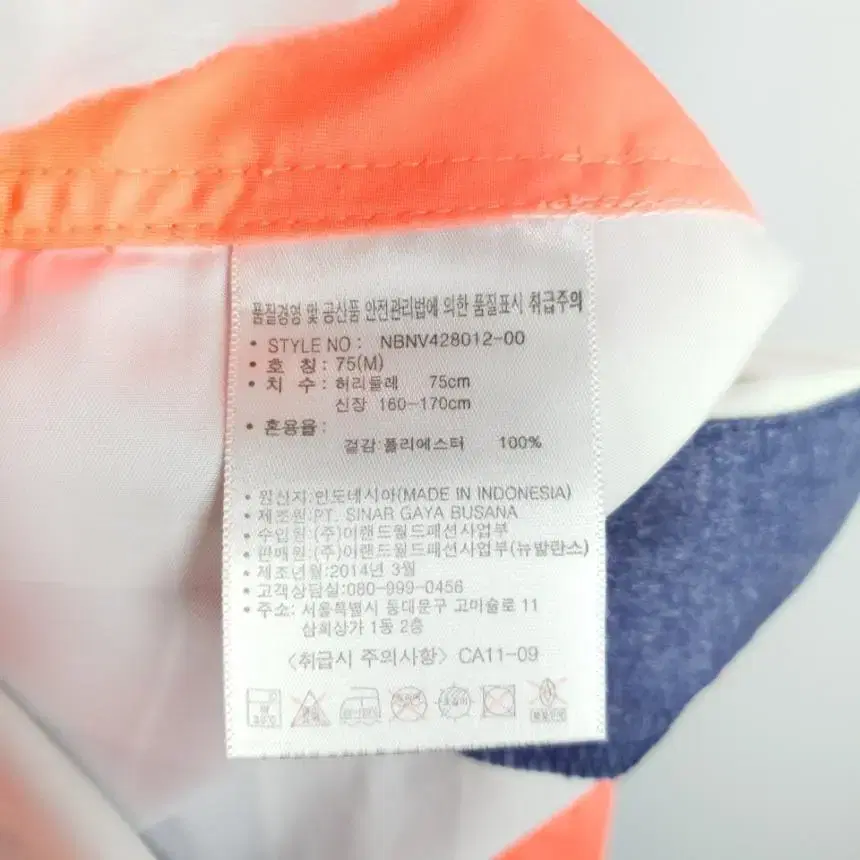 품질경영 및 공산품 안전관리법에 의한 품질표시 취급주의
• STYLE NO : NBNV428012-00
• 호 칭 : 75(M)
• 치 수 : 허리둘레 75cm
신장 160-170cm
• 혼용율 :
겉감:폴리에스터 100%
• 원산지:인도네시아(MADE IN INDONESIA)
• 제조원:PT. SINAR GAYA BUSANA
• 수입원:(주)이랜드월드패션사업부
• 판매원:(주)이랜드월드패션사업부(뉴발란스)
• 제조년월:2014년 3월
• 고객상담실:080-999-0456
• 주소: 서울특별시 동대문구 고미술로 11
삼희상가 1동 2층
〈취급시 주의사항〉 CA11-09